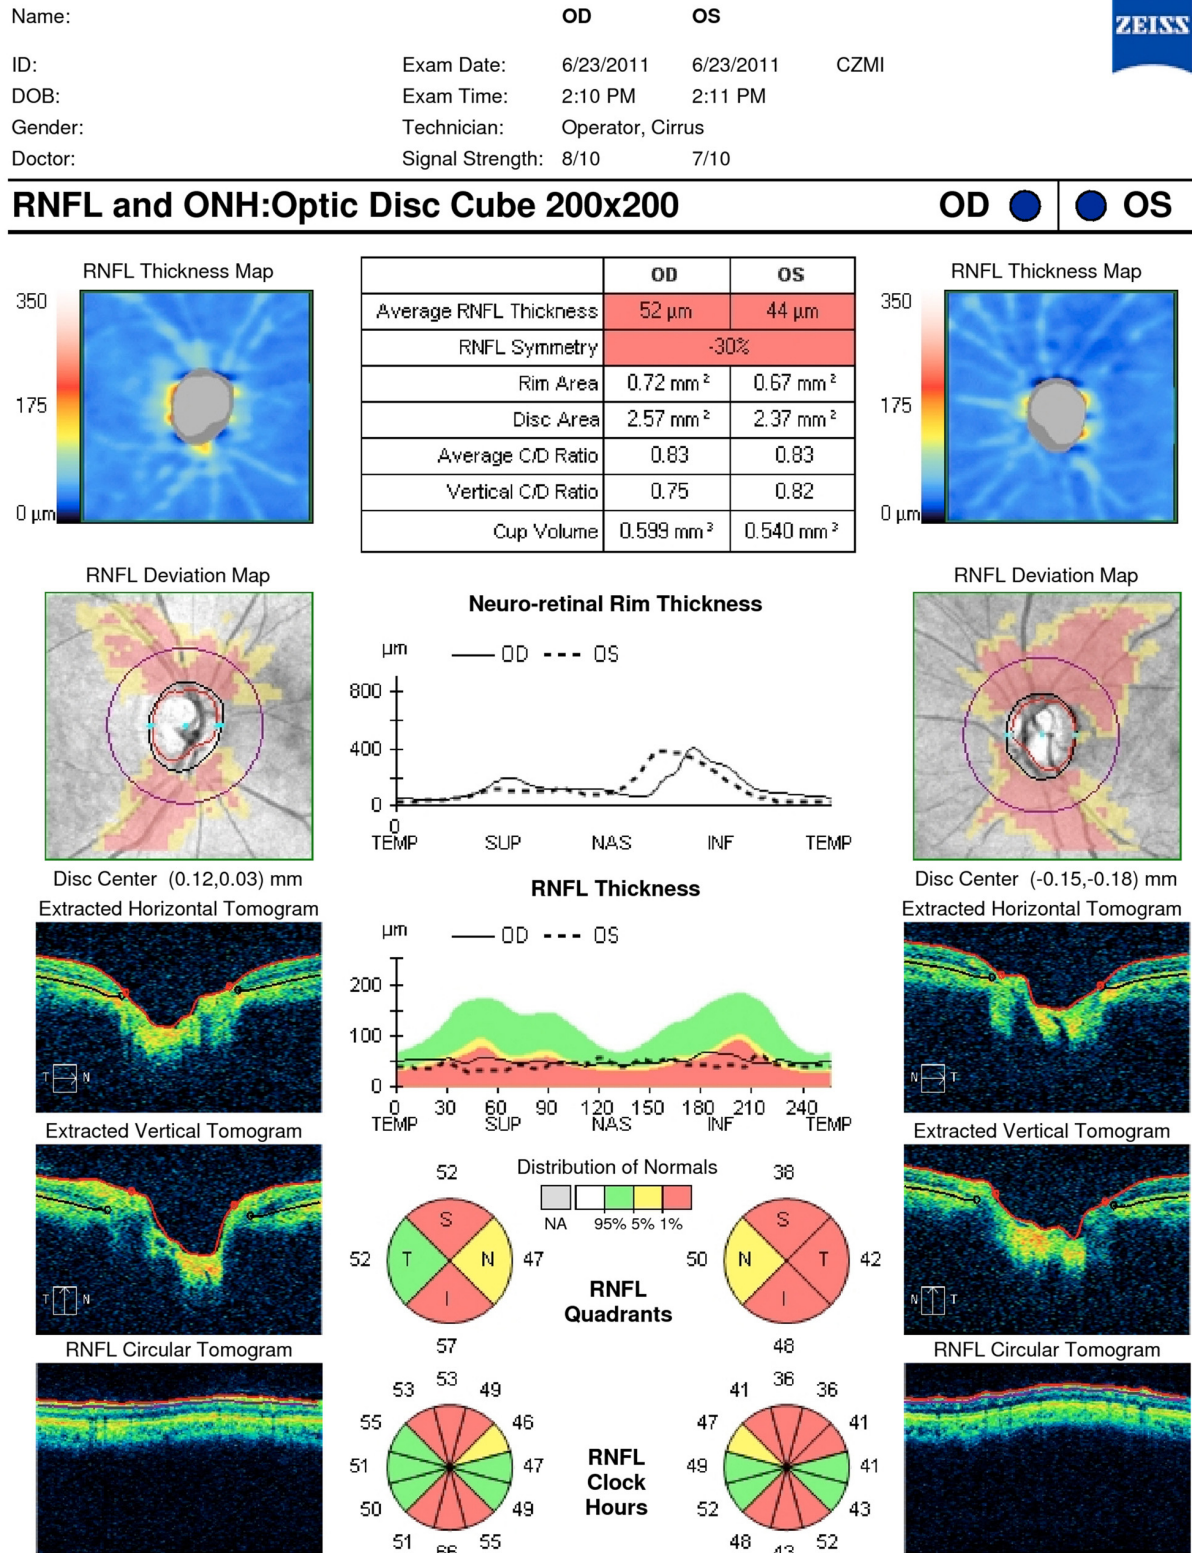 Name: OD OS
ZEISS
ID: Exam Date: 6/23/2011 6/23/2011 CZMI
DOB: Exam Time: 2:10 PM 2:11 PM
Gender: Technician: Operator, Cirrus
Doctor: Signal Strength: 8/10 7/10
RNFL and ONH:Optic Disc Cube 200x200 OD OS
RNFL Thickness Map
350
175
0 µm
OD OS
Average RNFL Thickness 52 µm 44 µm
RNFL Symmetry -30%
Rim Area 0.72 mm² 0.67 mm²
Disc Area 2.57 mm² 2.37 mm²
Average C/D Ratio 0.83 0.83
Vertical C/D Ratio 0.75 0.82
Cup Volume 0.599 mm³ 0.540 mm³
RNFL Thickness Map
350
175
0 µm
RNFL Deviation Map
Disc Center (0.12,0.03) mm
Neuro-retinal Rim Thickness
µm OD OS
800
400
0
0
TEMP SUP NAS INF TEMP
RNFL Deviation Map
Disc Center (-0.15,-0.18) mm
Extracted Horizontal Tomogram
T N
RNFL Thickness
µm OD OS
200
100
0
0 30 60 90 120 150 180 210 240
TEMP SUP NAS INF TEMP
Extracted Horizontal Tomogram
N T
Extracted Vertical Tomogram
T N
Distribution of Normals
NA 95% 5% 1%
52
S
52 T N 47
I
57
RNFL
Quadrants
38
S
50 N T 42
I
48
Extracted Vertical Tomogram
N T
RNFL Circular Tomogram
53 53 49
55 46
51 47
50 49
51 66 55
RNFL
Clock
Hours
41 36 36
47 41
49 41
52 43
48 43 52
RNFL Circular Tomogram